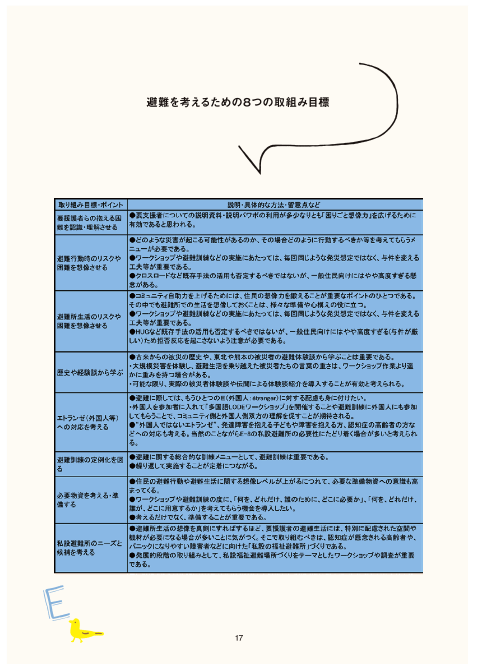 避難を考えるための８つの取組み目標
取り組み目標・ポイント 説明・具体的な方法・留意点など
要援護者らの抱える困
難を認識・理解させる
●要支援者についての説明資料・説明パワポの利用が多少なりとも「困りごと想像力」を広げるために
有効であると思われる。
避難行動時のリスクや
困難を想像させる
●どのような災害が起こる可能性があるのか、その場合どのように行動するべきか等を考えてもらうメ
ニューが必要である。
●ワークショップや避難訓練などの実施にあたっては、毎回同じような発災想定ではなく、与件を変える
工夫等が重要である。
●クロスロードなど既存手法の活用も否定するべきではないが、一般住民向けにはやや高度すぎる懸
念がある。
避難所生活のリスクや
困難を想像させる
●コミュニティ自助力を上げるためには、住民の想像力を鍛えることが重要なポイントのひとつである。
その中でも避難所での生活を想像しておくことは、様々な準備や心構えの役に立つ。
●ワークショップや避難訓練などの実施にあたっては、毎回同じような発災想定ではなく、与件を変える
工夫等が重要である。
●HUGなど既存手法の活用も否定するべきではないが、一般住民向けにはやや高度すぎる(与件が厳
しい)ため拒否反応を起こさないよう注意が必要である。
歴史や経験談から学ぶ
●古来からの被災の歴史や、東北や熊本の被災者の避難体験談から学ぶことは重要である。
・大規模災害を体験し、避難生活を乗り越えた被災者たちの言葉の重さは、ワークショップ作業より遥
かに重みを持つ場合がある。
・可能な限り、実際の被災者体験談や伝聞による体験談紹介を導入することが有効と考えられる。
エトランゼ（外国人等）
への対応を考える
●避難に際しては、もうひとつのE（外国人:étranger）に対する配慮も身に付けたい。
・外国人を参加者に入れて「多国語LODEワークショップ」を開催することや避難訓練に外国人にも参加
してもらうことで、コミュニティ側と外国人側双方の理解を促すことが期待される。
●"外国人ではないエトランゼ"、発達障害を抱える子どもや障害を抱える方、認知症の高齢者の方な
どへの対応も考える。当然のことながらE-8の私設避難所の必要性にたどり着く場合が多いと考えられ
る。
避難訓練の定例化を図
る
●避難に関する総合的な訓練メニューとして、避難訓練は重要である。
●繰り返して実施することが定着につながる。
必要物資を考える・準
備する
●住民の避難行動や避難生活に関する想像レベルが上がるにつれて、必要な準備物資への意識も高
まってくる。
●ワークショップや避難訓練の度に、「何を、どれだけ、誰のために、どこに必要か」、「何を、どれだけ、
誰が、どこに用意するか」を考えてもらう機会を導入したい。
●考えるだけでなく、準備することが重要である。
私設避難所のニーズと
候補を考える
●避難所生活の想像を真剣にすればするほど、要援護者の避難生活には、特別に配慮された空間や
機材が必要になる場合が多いことに気がつく。そこで取り組むべきは、認知症が懸念される高齢者や、
パニックになりやすい障害者などに向けた「私設の福祉避難所」づくりである。
●発展的段階の取り組みとして、私設福祉避難場所づくりをテーマとしたワークショップや調査が重要
である。
E
17